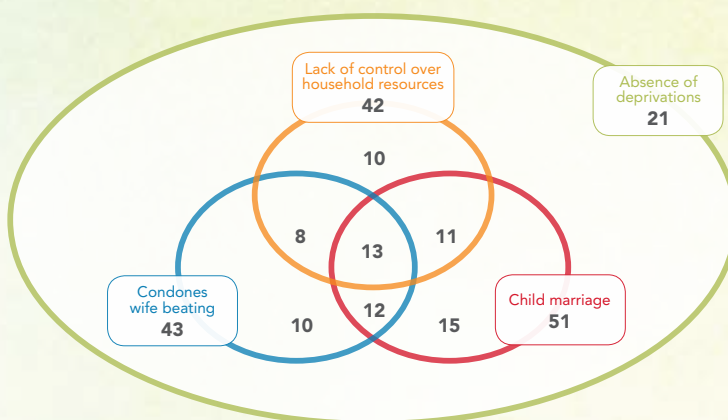 Lack of control over
household resources
42
Absence of
deprivations
21
10
8
13
11
Condones
wife beating
43
Child marriage
51
12
10
15